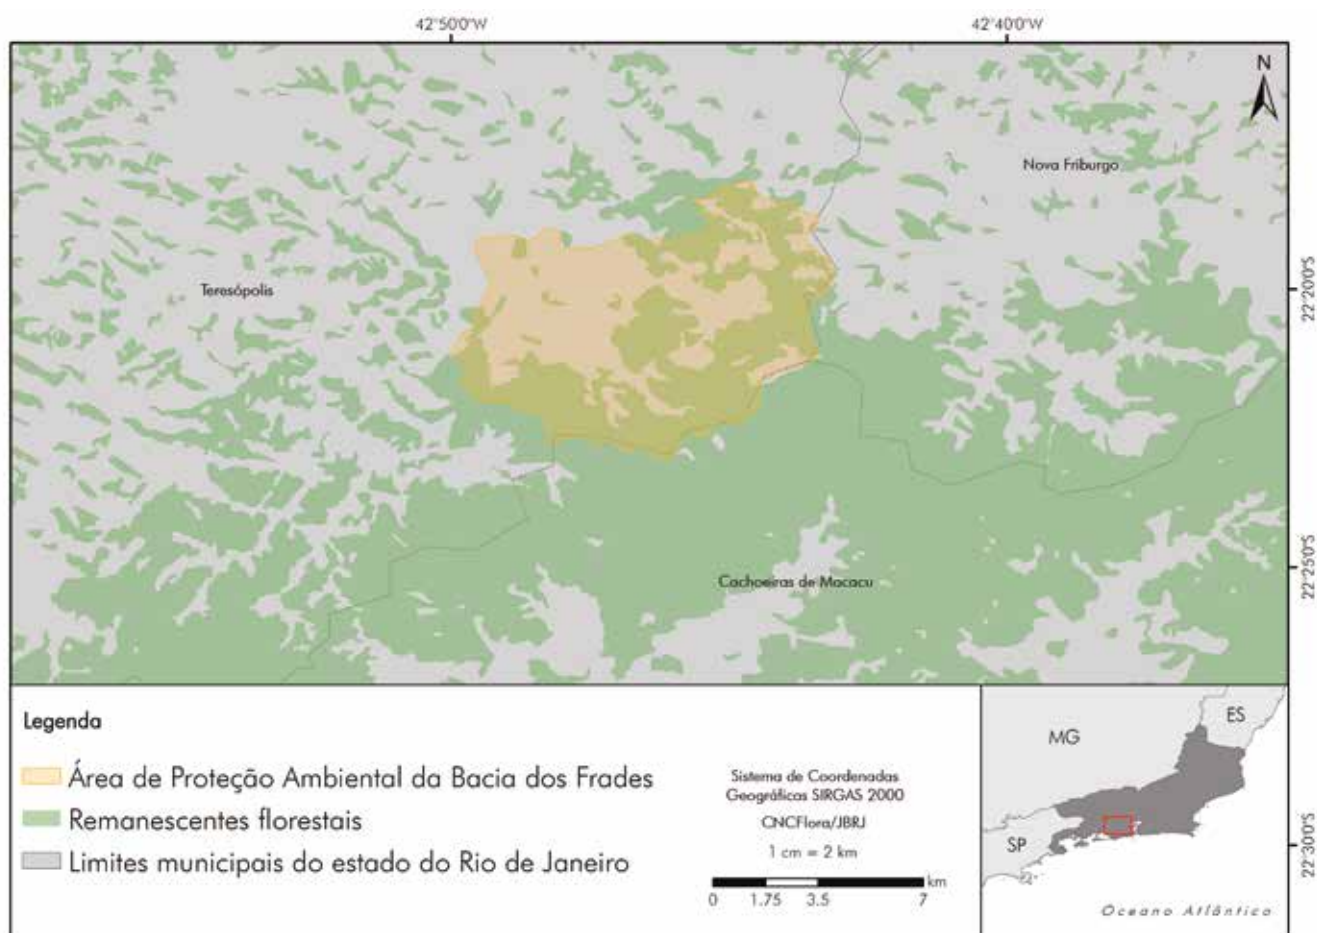 42°50'0"W
42°40'0"W
N
Nova Friburgo
Teresópolis
22°20'0"S
22°25'0"S
Cachoeiras de Macacu
Legenda
Área de Proteção Ambiental da Bacia dos Frades
Remanescentes florestais
Limites municipais do estado do Rio de Janeiro
Sistema de Coordenadas
Geográficas SIRGAS 2000
CNCFlora/JBRJ
1 cm = 2 km
km
0 1.75 3.5 7
MG
ES
SP
Oceano Atlântico
22°30'0"S